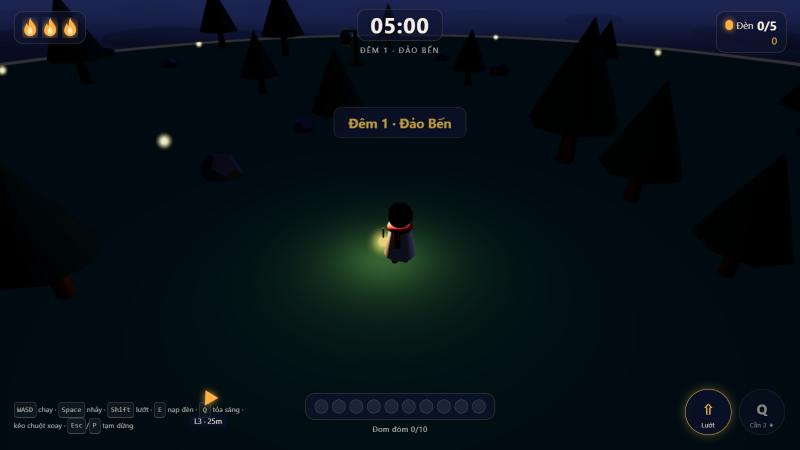 05:00
ĐÊM 1 · ĐẢO BẾN
Đèn 0/5
0
Đêm 1 · Đảo Bến
WASD chạy · Space nhảy · Shift lướt · E nạp đèn · Q tỏa sáng ·
kéo chuột xoay · Esc / P tạm dừng
L3 · 25m
Đom đóm 0/10
⇧
Lướt
Q
Cần 3 ✦